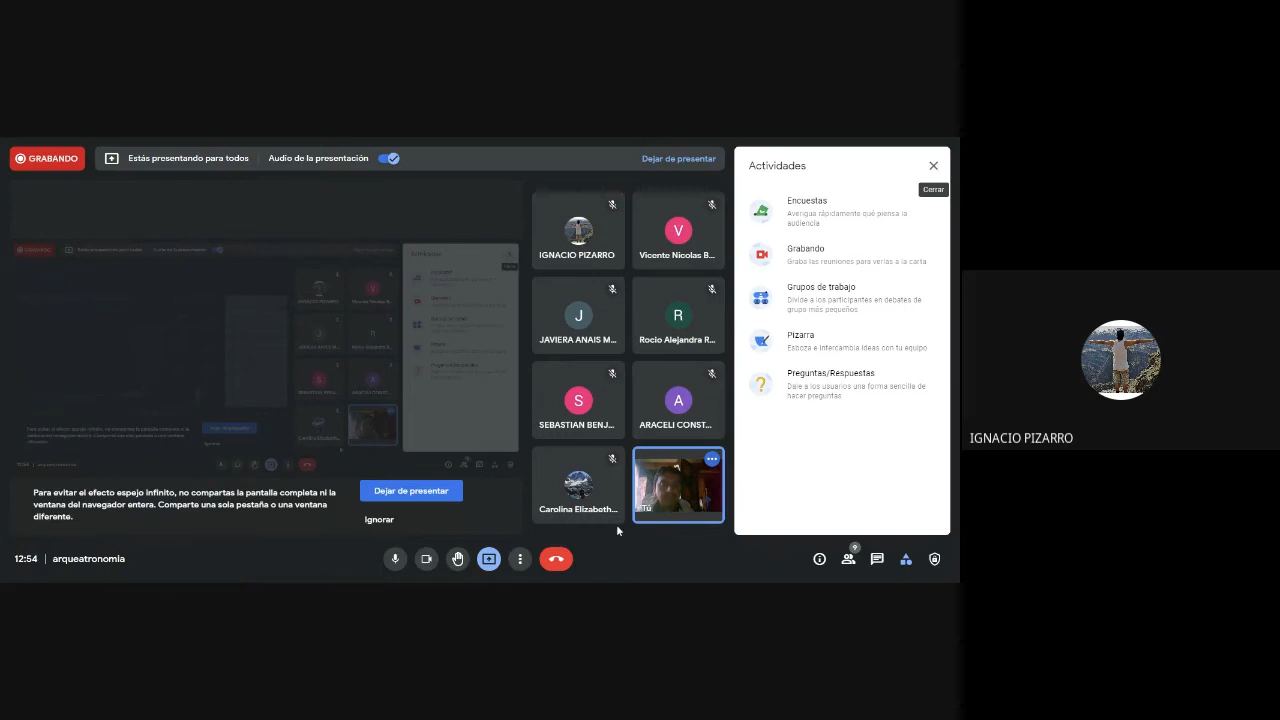 GRABANDO
Estás presentando para todos
Audio de la presentación
Dejar de presentar
IGNACIO PIZARRO
V
Vicente Nicolas B...
J
JAVIERA ANAIS M...
R
Rocio Alejandra R...
S
SEBASTIAN BENJ...
A
ARACELI CONST...
Carolina Elizabeth...
Tú
Para evitar el efecto espejo infinito, no compartas la pantalla completa ni la
ventana del navegador entera. Comparte una sola pestaña o una ventana
diferente.
Dejar de presentar
Ignorar
12:54 | arqueatronomia
9
Actividades
Cerrar
Encuestas
Averigua rápidamente qué piensa la
audiencia
Grabando
Graba las reuniones para verlas a la carta
Grupos de trabajo
Divide a los participantes en debates de
grupo más pequeños
Pizarra
Esboza e intercambia ideas con tu equipo
Preguntas/Respuestas
Dale a los usuarios una forma sencilla de
hacer preguntas
IGNACIO PIZARRO